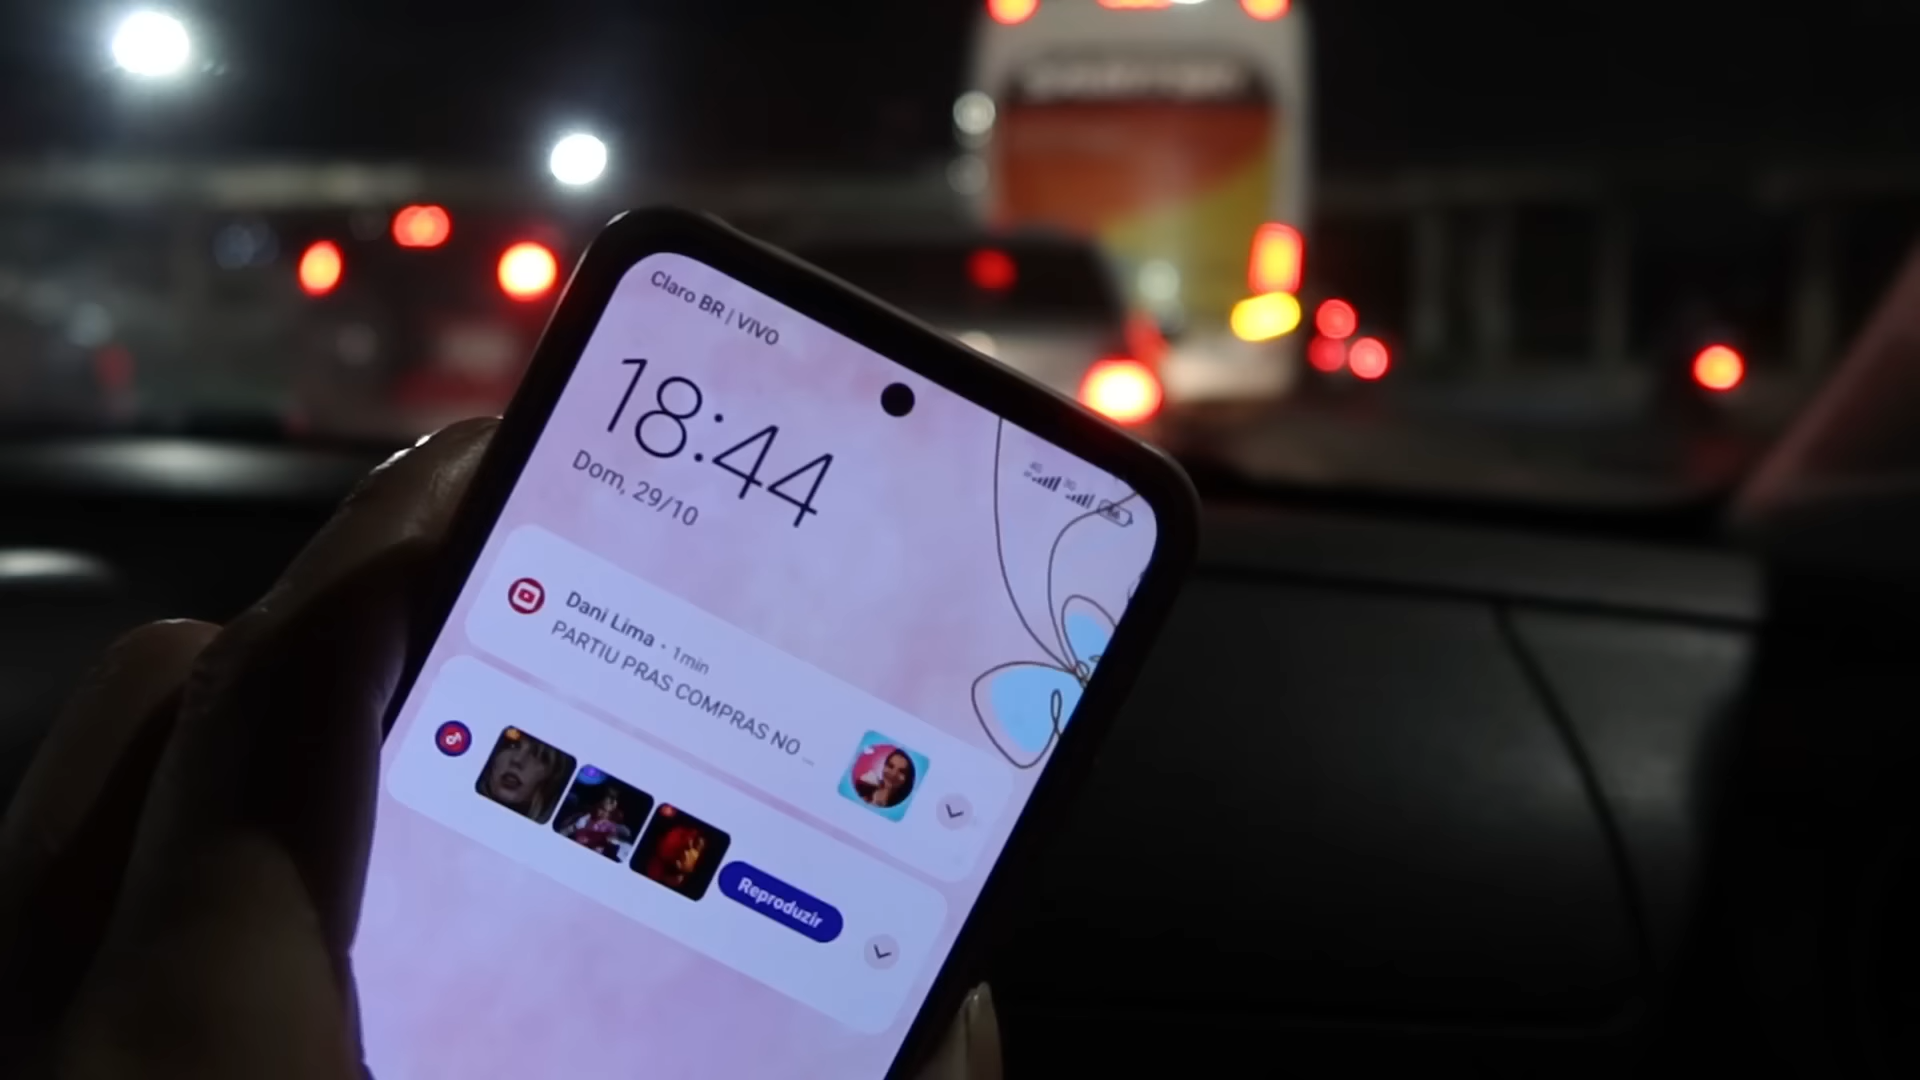 Claro BR | VIVO
18:44
Dom, 29/10
Dani Lima • 1min
PARTIU PRAS COMPRAS NO ...
Reproduzir